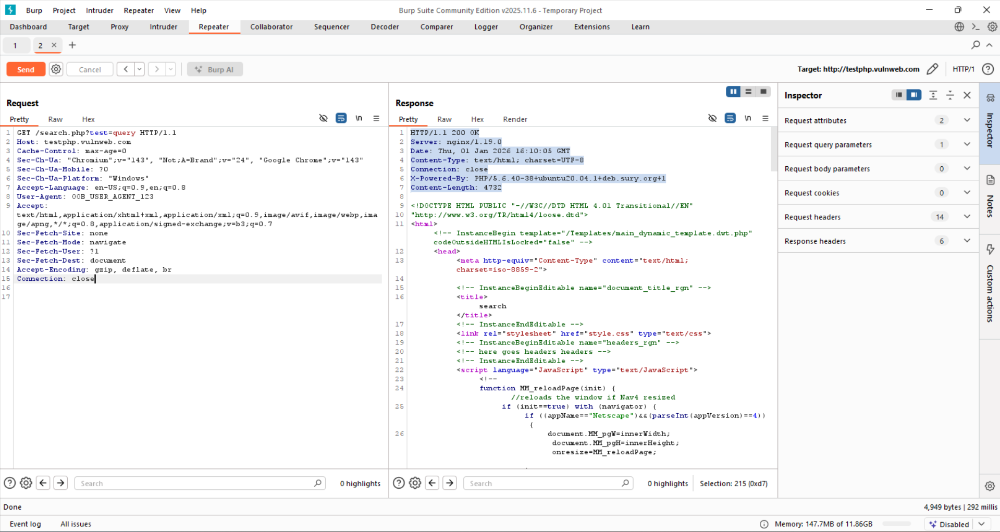 Burp Project Intruder Repeater View Help
Burp Suite Community Edition v2025.11.6 - Temporary Project
Dashboard Target Proxy Intruder Repeater Collaborator Sequencer Decoder Comparer Logger Organizer Extensions Learn
1 2
Send Cancel Burp AI
Target: http://testphp.vulnweb.com HTTP/1
Request
Pretty Raw Hex \n
1 GET /search.php?test=query HTTP/1.1
2 Host: testphp.vulnweb.com
3 Cache-Control: max-age=0
4 Sec-Ch-Ua: "Chromium";v="143", "Not;A=Brand";v="24", "Google Chrome";v="143"
5 Sec-Ch-Ua-Mobile: ?0
6 Sec-Ch-Ua-Platform: "Windows"
7 Accept-Language: en-US;q=0.9,en;q=0.8
8 User-Agent: OOB_USER_AGENT_123
9 Accept:
text/html,application/xhtml+xml,application/xml;q=0.9,image/avif,image/webp,ima
ge/apng,*/*;q=0.8,application/signed-exchange;v=b3;q=0.7
10 Sec-Fetch-Site: none
11 Sec-Fetch-Mode: navigate
12 Sec-Fetch-User: ?1
13 Sec-Fetch-Dest: document
14 Accept-Encoding: gzip, deflate, br
15 Connection: close
16
17
Search
0 highlights
Response
Pretty Raw Hex Render \n
1 HTTP/1.1 200 OK
2 Server: nginx/1.19.0
3 Date: Thu, 01 Jan 2026 16:10:05 GMT
4 Content-Type: text/html; charset=UTF-8
5 Connection: close
6 X-Powered-By: PHP/5.6.40-38+ubuntu20.04.1+deb.sury.org+1
7 Content-Length: 4732
8
9 <!DOCTYPE HTML PUBLIC "-//W3C//DTD HTML 4.01 Transitional//EN"
10 "http://www.w3.org/TR/html4/loose.dtd">
11 <html>
<!-- InstanceBegin template="/Templates/main_dynamic_template.dwt.php"
codeOutsideHTMLIsLocked="false" -->
12 <head>
13 <meta http-equiv="Content-Type" content="text/html;
charset=iso-8859-2">
14
15 <!-- InstanceBeginEditable name="document_title_rgn" -->
16 <title>
search
</title>
17 <!-- InstanceEndEditable -->
18 <link rel="stylesheet" href="style.css" type="text/css">
19 <!-- InstanceBeginEditable name="headers_rgn" -->
20 <!-- here goes headers headers -->
21 <!-- InstanceEndEditable -->
22 <script language="JavaScript" type="text/JavaScript">
23 <!--
24 function MM_reloadPage(init) {
//reloads the window if Nav4 resized
25 if (init==true) with (navigator) {
if ((appName=="Netscape")&&(parseInt(appVersion)==4))
{
26 document.MM_pgW=innerWidth;
document.MM_pgH=innerHeight;
onresize=MM_reloadPage;
Search
0 highlights
Selection: 215 (0xd7)
Inspector
Request attributes 2
Request query parameters 1
Request body parameters 0
Request cookies 0
Request headers 14
Response headers 6
Inspector
Notes
Custom actions
Done
4,949 bytes | 292 millis
Event log All issues
Memory: 147.7MB of 11.86GB
Disabled